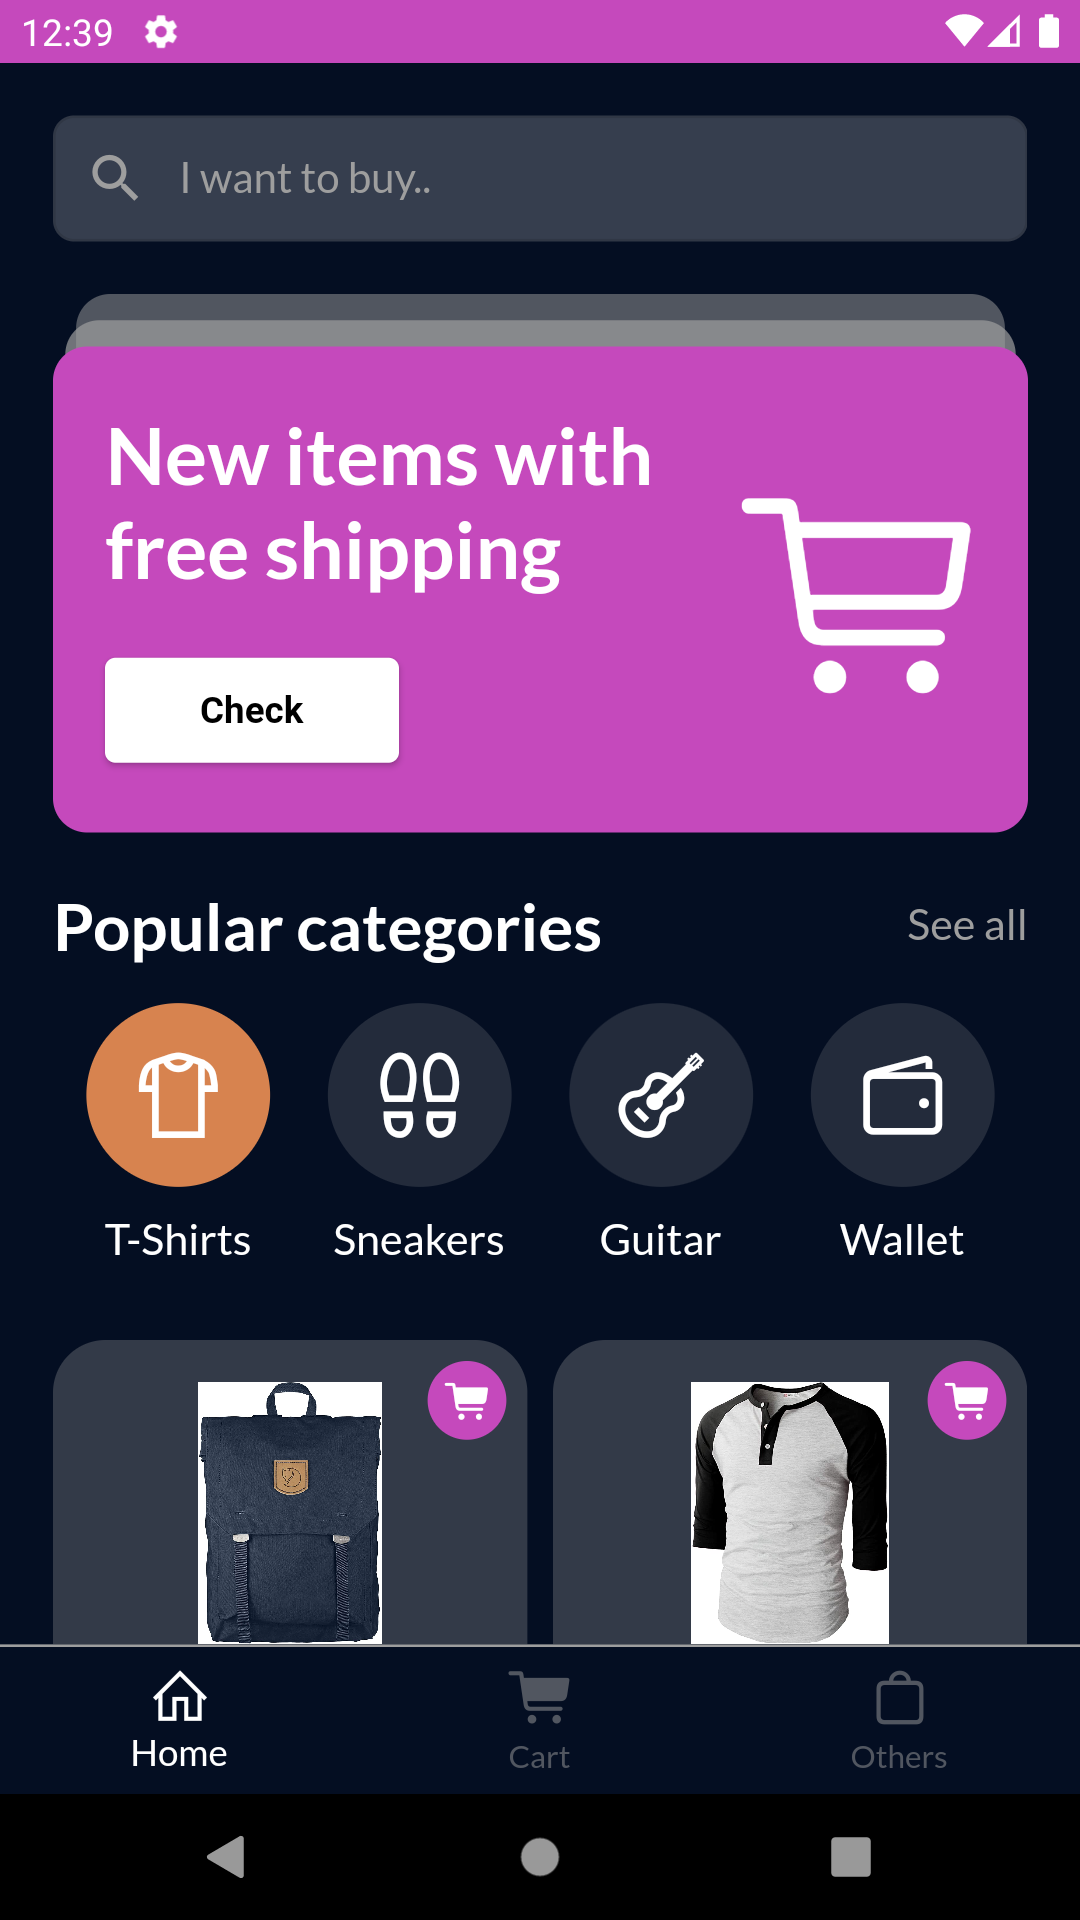 12:39
I want to buy..
New items with
free shipping
Check
Popular categories
See all
T-Shirts
Sneakers
Guitar
Wallet
Home
Cart
Others